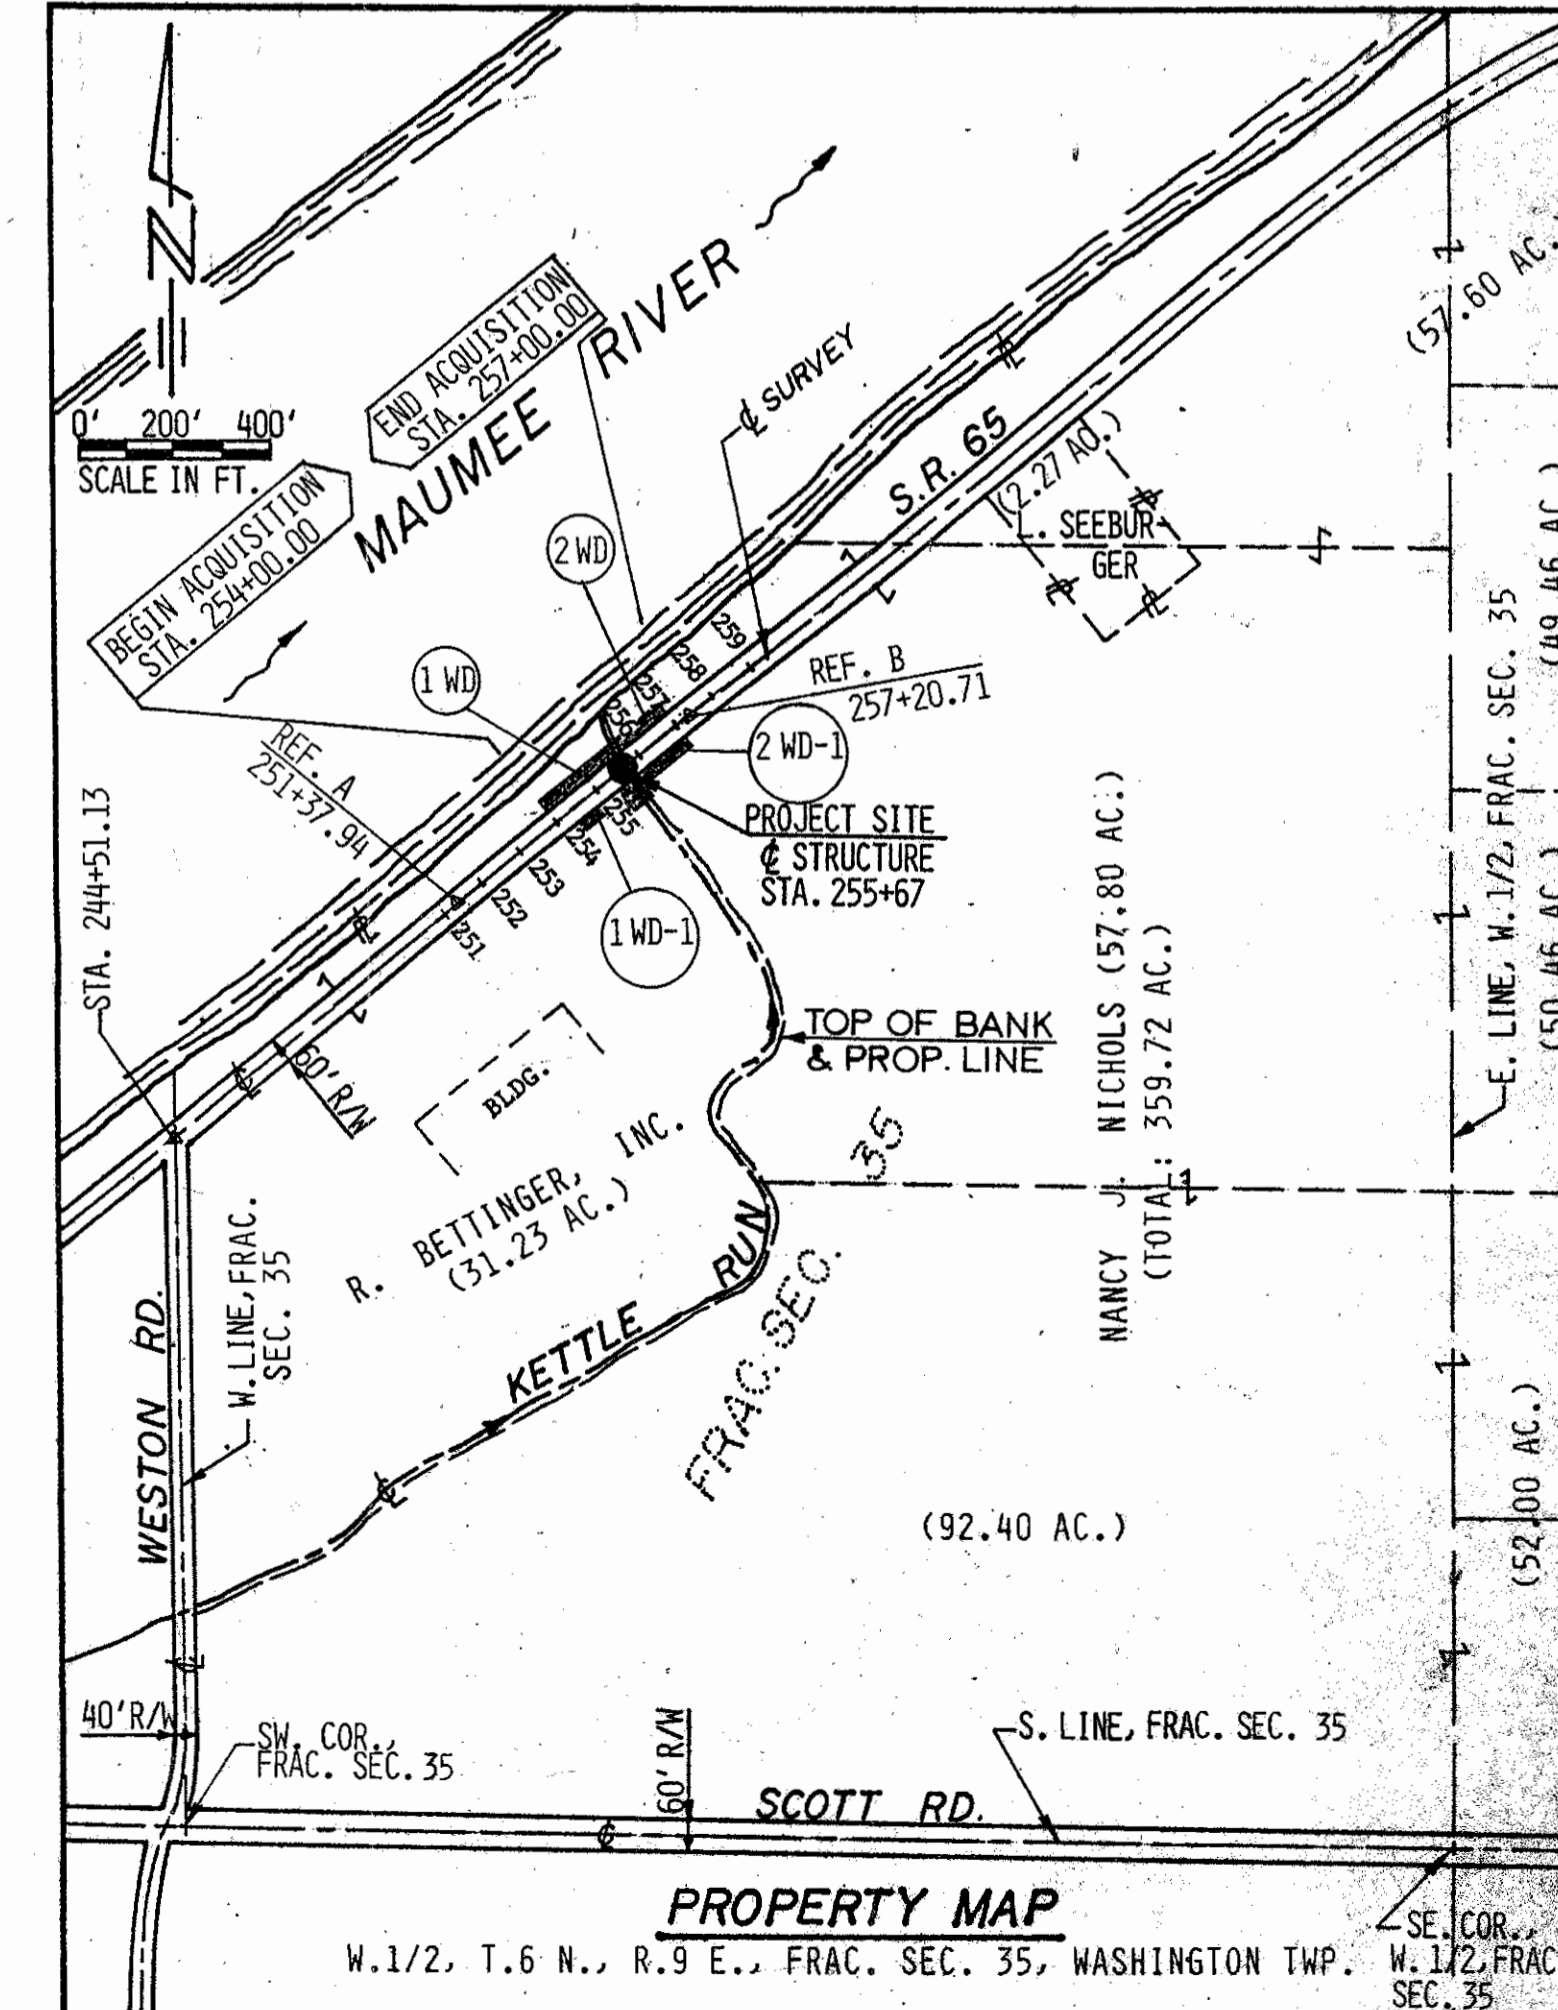 N
0' 200' 400'
SCALE IN FT.
END ACQUISITION
STA. 257+00.00
BEGIN ACQUISITION
STA. 254+00.00
MAUMEE RIVER
℄ SURVEY
S.R. 65
(57.60 AC.
(2.27 AC.)
SEEBUR-
GER
2 WD
1 WD
259
258
257
256
255
254
253
252
251
REF. B
257+20.71
2 WD-1
REF. A
251+37.94
STA. 244+51.13
PROJECT SITE
℄ STRUCTURE
STA. 255+67
1 WD-1
60' R/W
BLDG.
TOP OF BANK
& PROP. LINE
R. BETTINGER, INC.
(31.23 AC.)
NANCY J. NICHOLS (57.80 AC.)
(TOTAL: 359.72 AC.)
E. LINE, W.1/2, FRAC. SEC. 35
(49.46 AC.)
(50.46 AC.)
(52.00 AC.)
FRAC. SEC. 35
KETTLE RUN
WESTON RD.
W. LINE, FRAC.
SEC. 35
(92.40 AC.)
40' R/W
SW. COR.,
FRAC. SEC. 35
60' R/W
S. LINE, FRAC. SEC. 35
SCOTT RD.
℄
PROPERTY MAP
W.1/2, T.6 N., R.9 E., FRAC. SEC. 35, WASHINGTON TWP.
SE. COR.,
W. 1/2, FRAC
SEC. 35